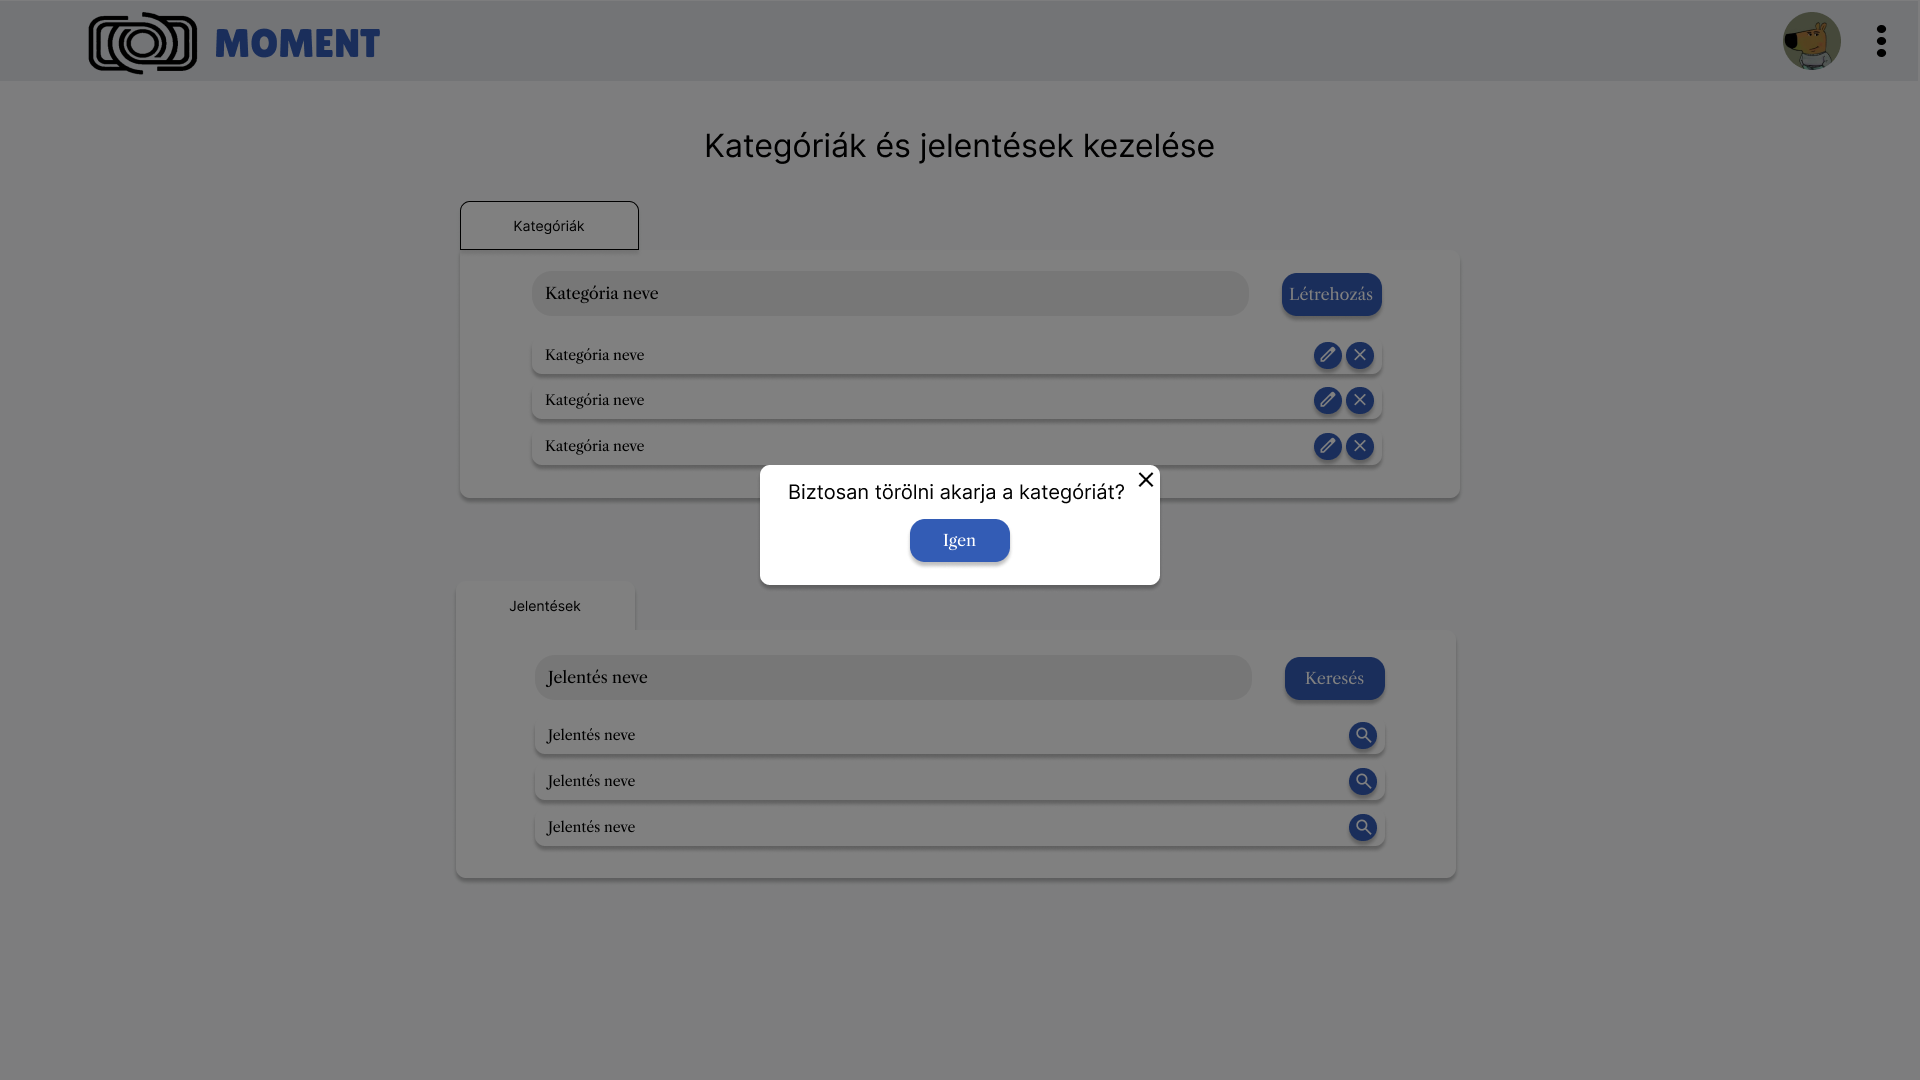 MOMENT
Kategóriák és jelentések kezelése
Kategóriák
Kategória neve
Létrehozás
Kategória neve
Kategória neve
Kategória neve
Biztosan törölni akarja a kategóriát?
Igen
Jelentések
Jelentés neve
Keresés
Jelentés neve
Jelentés neve
Jelentés neve